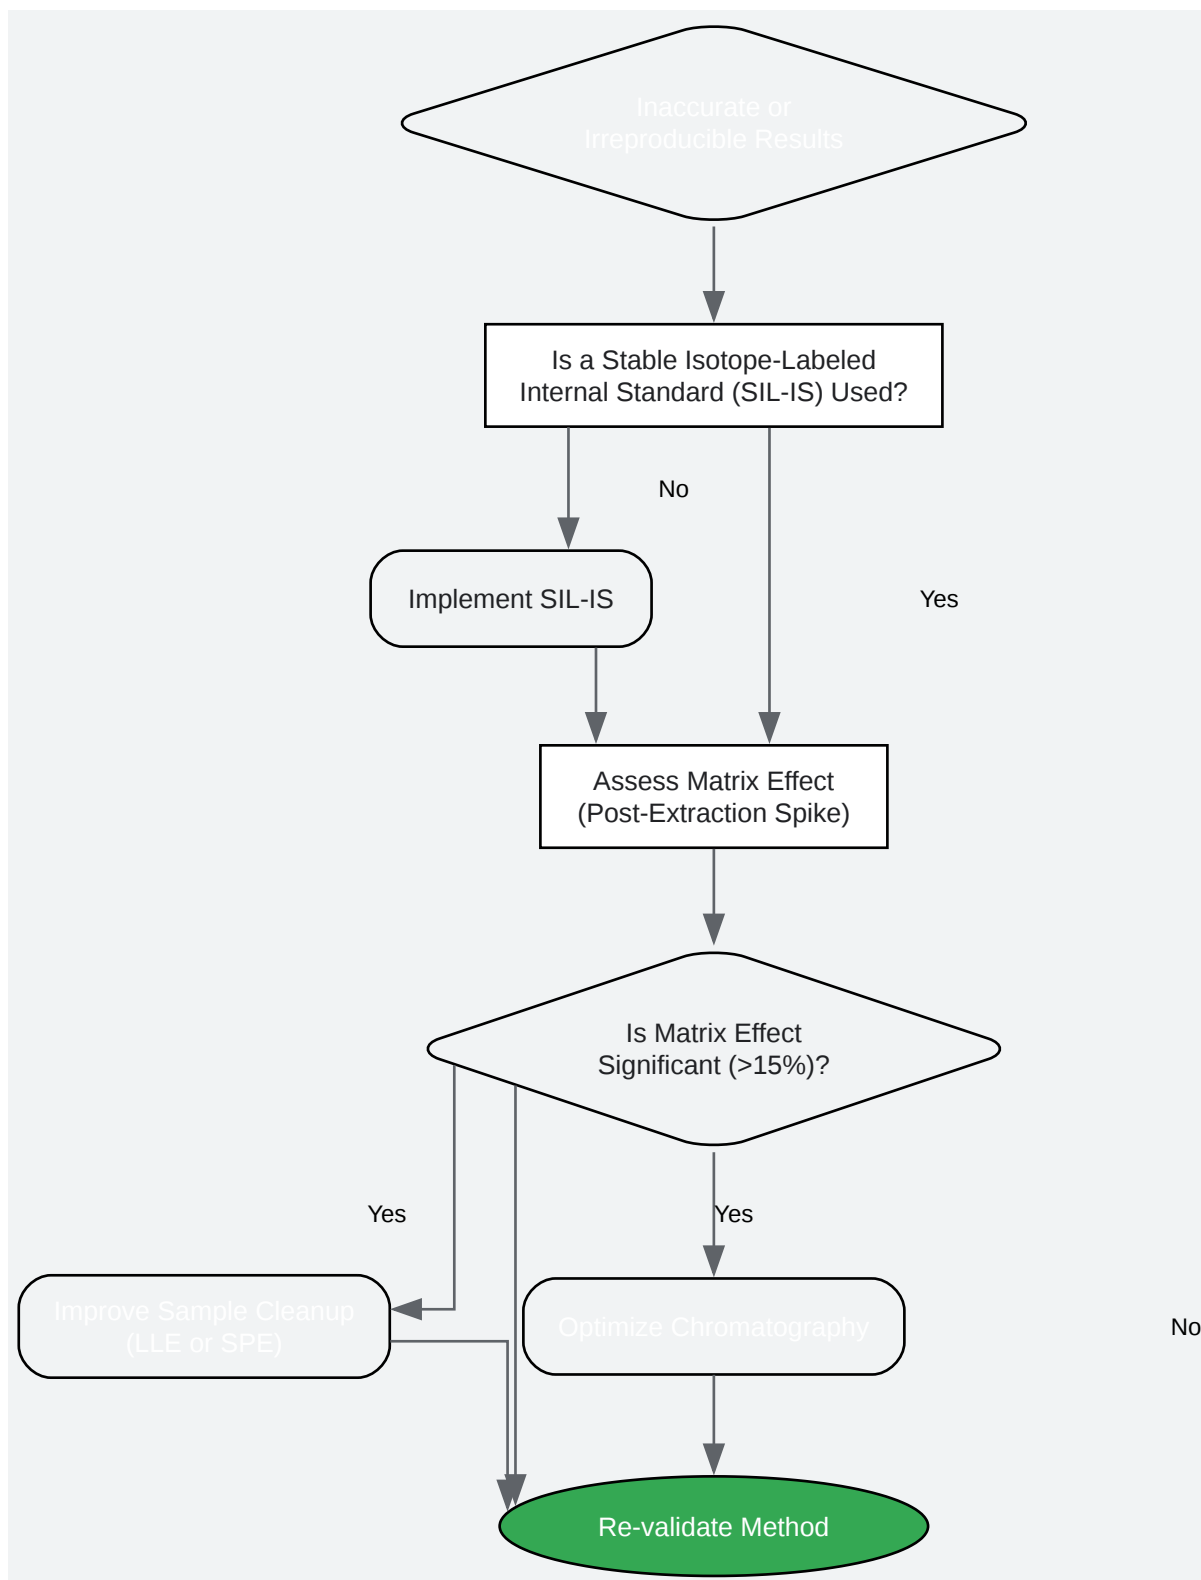 Inaccurate or
Irreproducible Results
Is a Stable Isotope-Labeled
Internal Standard (SIL-IS) Used?
No
Implement SIL-IS
Yes
Assess Matrix Effect
(Post-Extraction Spike)
Is Matrix Effect
Significant (>15%)?
Yes
Yes
Improve Sample Cleanup
(LLE or SPE)
Optimize Chromatography
No
Re-validate Method